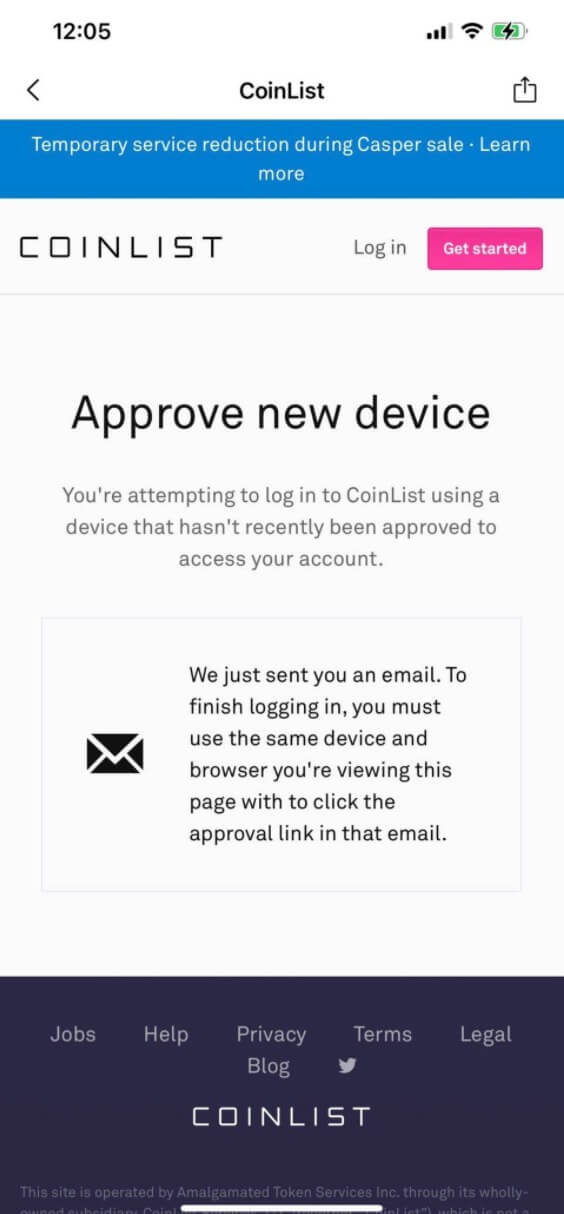 12:05
CoinList
Temporary service reduction during Casper sale · Learn
more
COINLIST
Log in
Get started
Approve new device
You're attempting to log in to CoinList using a
device that hasn't recently been approved to
access your account.
We just sent you an email. To
finish logging in, you must
use the same device and
browser you're viewing this
page with to click the
approval link in that email.
Jobs Help Privacy Terms Legal
Blog
COINLIST
This site is operated by Amalgamated Token Services Inc. through its wholly-
owned subsidiary, which is not a